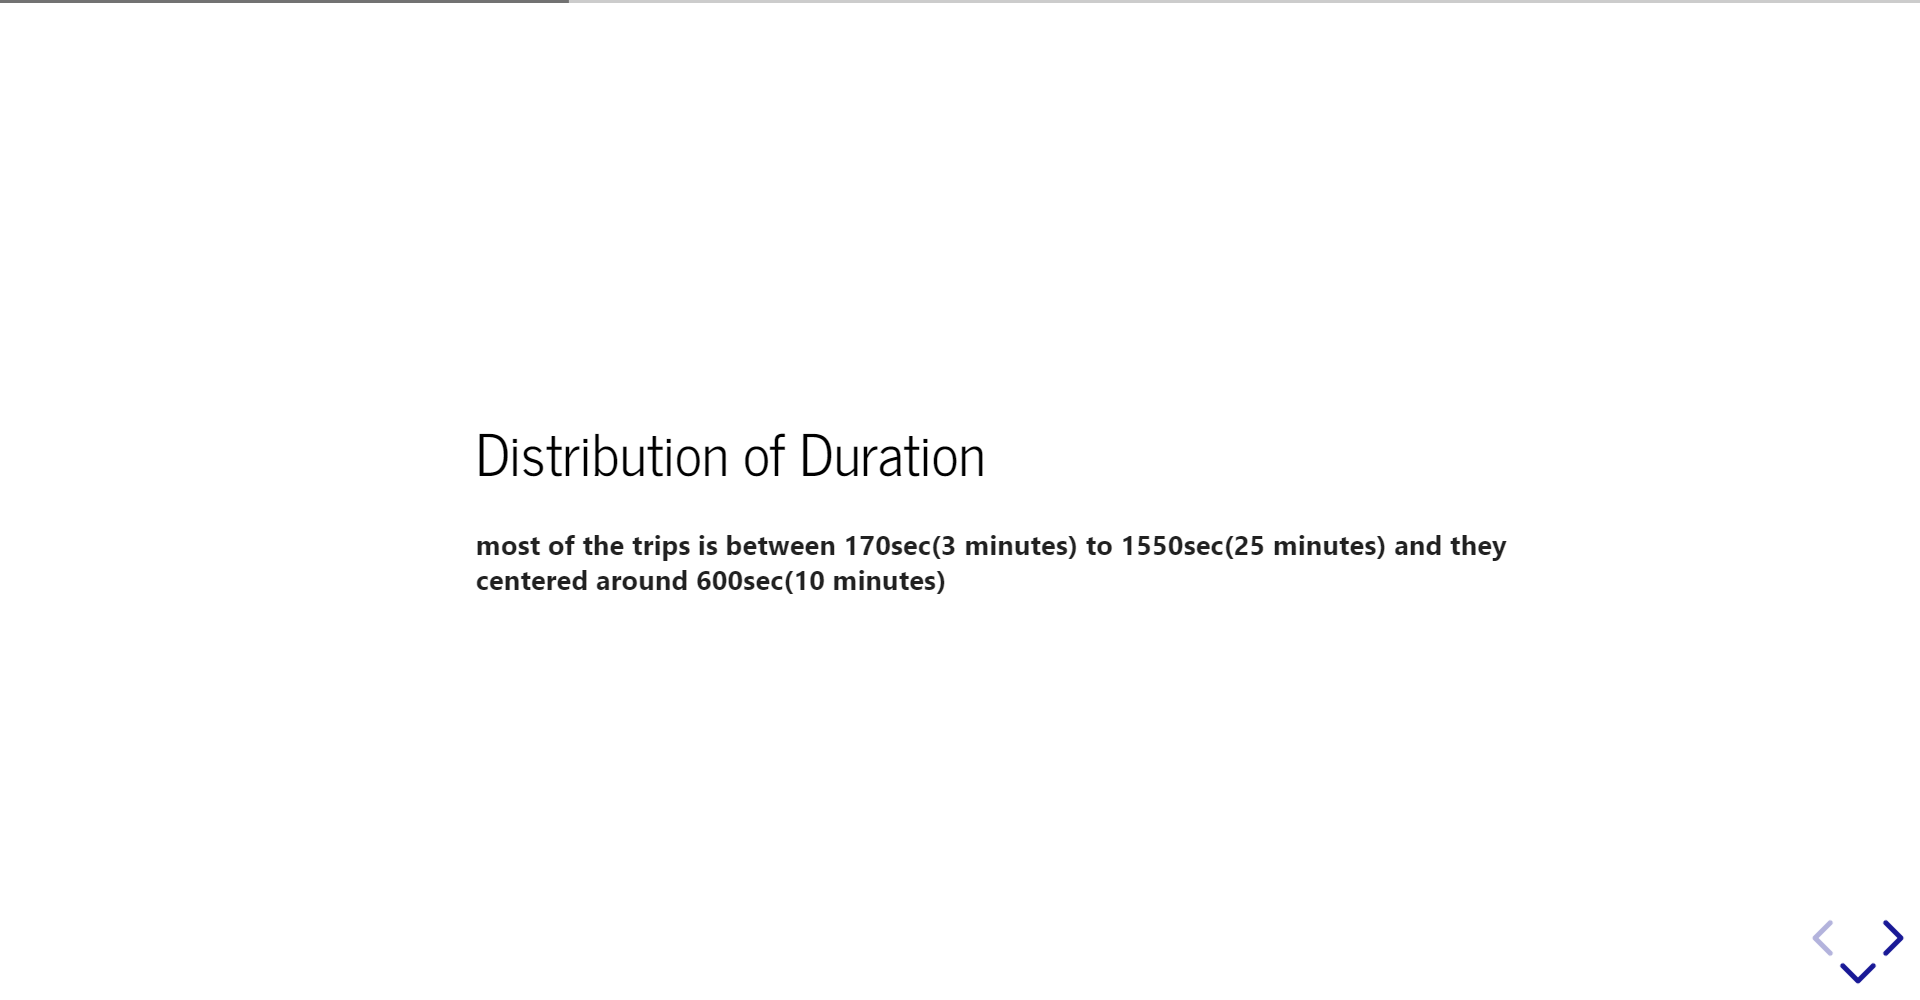 Distribution of Duration
most of the trips is between 170sec(3 minutes) to 1550sec(25 minutes) and they
centered around 600sec(10 minutes)